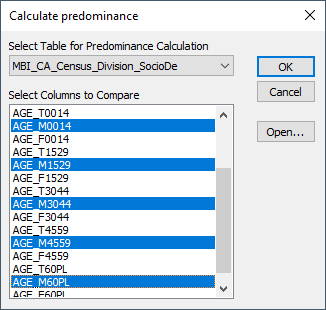 Calculate predominance
Select Table for Predominance Calculation
MBI_CA_Census_Division_SocioDe
OK
Cancel
Select Columns to Compare
Open...
AGE_T0014
AGE_M0014
AGE_F0014
AGE_T1529
AGE_M1529
AGE_F1529
AGE_T3044
AGE_M3044
AGE_F3044
AGE_T4559
AGE_M4559
AGE_F4559
AGE_T60PL
AGE_M60PL
AGE_F60PL